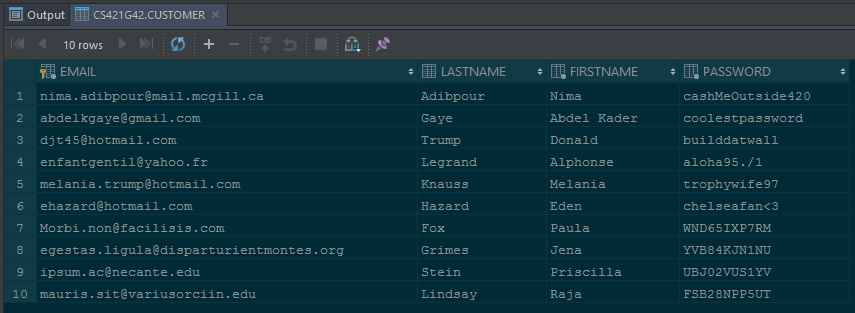 Output CS421G42.CUSTOMER
10 rows DB
EMAIL LASTNAME FIRSTNAME PASSWORD
1 nima.adibpour@mail.mcgill.ca Adibpour Nima cashMeOutside420
2 abdelkgaye@gmail.com Gaye Abdel Kader coolestpassword
3 djt45@hotmail.com Trump Donald builddatwall
4 enfantgentil@yahoo.fr Legrand Alphonse aloha95./1
5 melania.trump@hotmail.com Knauss Melania trophywife97
6 ehazard@hotmail.com Hazard Eden chelseafan<3
7 Morbi.non@facilisis.com Fox Paula WND65IXP7RM
8 egestas.ligula@disparturientmontes.org Grimes Jena YVB84KJN1NU
9 ipsum.ac@necante.edu Stein Priscilla UBJ02VUS1YV
10 mauris.sit@variusorciin.edu Lindsay Raja FSB28NPP5UT